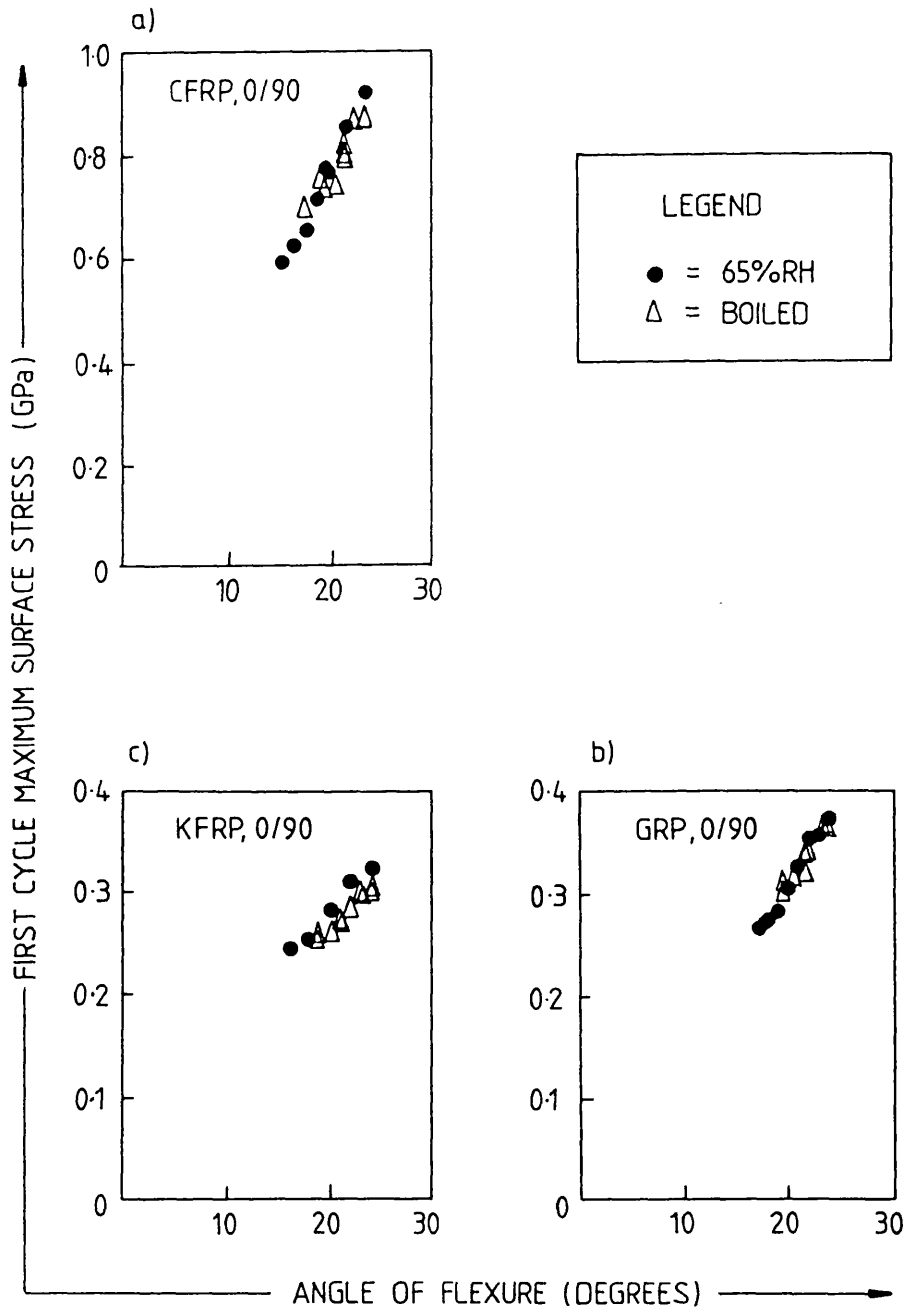 a)
1·0
CFRP, 0/90
0·8
0·6
0·4
0·2
0
10 20 30
LEGEND
● = 65%RH
△ = BOILED
FIRST CYCLE MAXIMUM SURFACE STRESS (GPa)
c)
0·4
KFRP, 0/90
0·3
0·2
0·1
0
10 20 30
b)
0·4
GRP, 0/90
0·3
0·2
0·1
0
10 20 30
ANGLE OF FLEXURE (DEGREES)